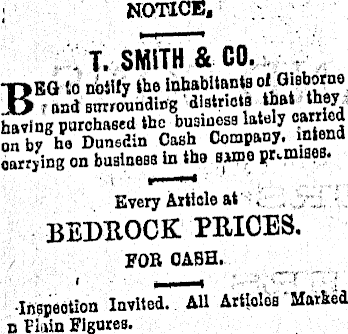 NOTICE,
T. SMITH & CO.
BEG to notify the inhabitants of Gisborne
and surrounding districts that they
having purchased the business lately carried
on by he Dunedin Cash Company, intend
carrying on business in the same premises.
Every Article at
BEDROCK PRICES.
FOR CASH.
Inspection Invited. All Articles Marked
n Plain Figures.